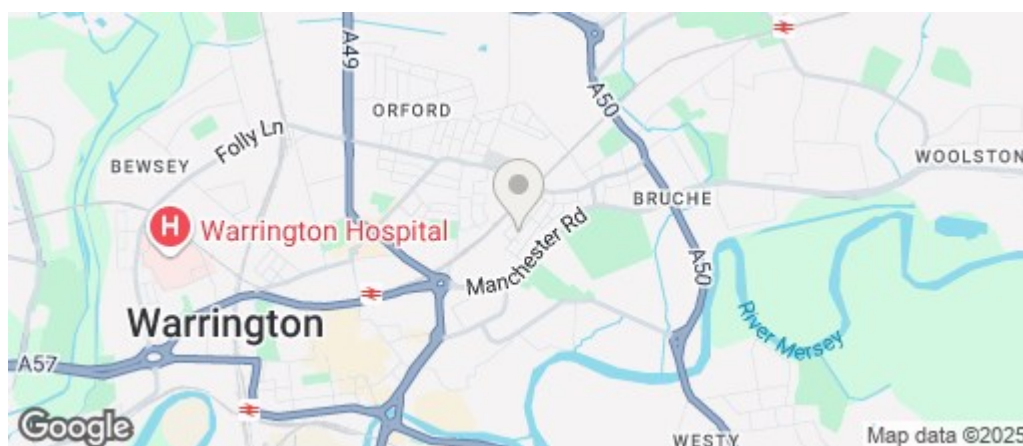 A49
A50
ORFORD
Folly Ln
BEWSEY
WOOLSTON
BRUCHE
H
Warrington Hospital
Manchester Rd
A50
Warrington
River Mersey
A57
Google
WESTY
Map data ©2025